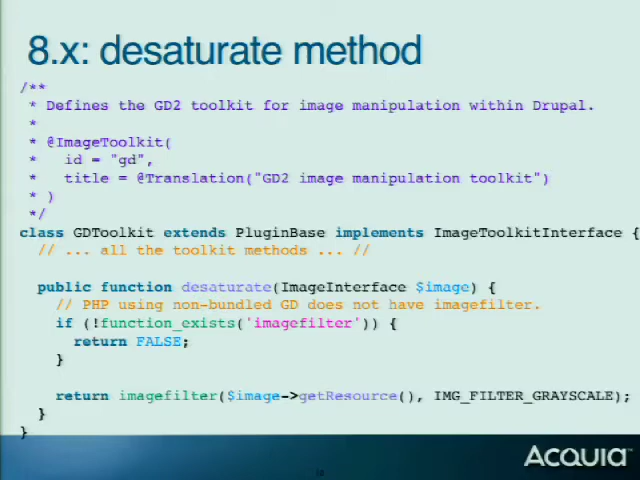 8.x: desaturate method
/**
 * Defines the GD2 toolkit for image manipulation within Drupal.
 *
 * @ImageToolkit(
 *   id = "gd",
 *   title = @Translation("GD2 image manipulation toolkit")
 * )
 */
class GDToolkit extends PluginBase implements ImageToolkitInterface {
  // ... all the toolkit methods ... //
  public function desaturate(ImageInterface $image) {
    // PHP using non-bundled GD does not have imagefilter.
    if (!function_exists('imagefilter')) {
      return FALSE;
    }
    return imagefilter($image->getResource(), IMG_FILTER_GRAYSCALE);
  }
}
ACQUIA